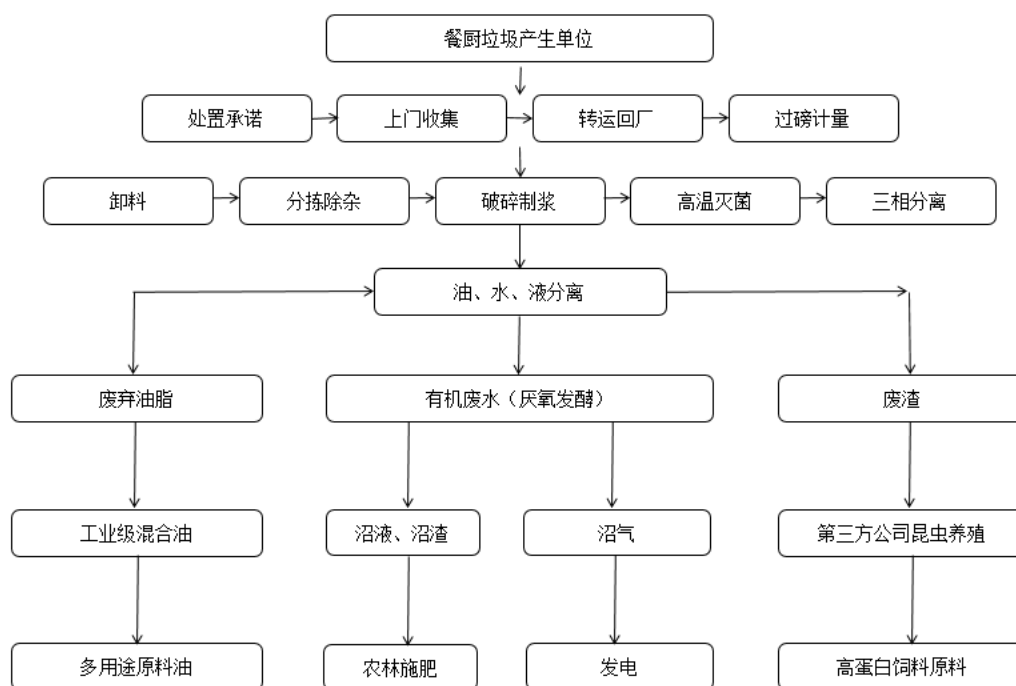 餐厨垃圾产生单位
处置承诺
上门收集
转运回厂
过磅计量
卸料
分拣除杂
破碎制浆
高温灭菌
三相分离
油、水、液分离
废弃油脂
有机废水（厌氧发酵）
废渣
工业级混合油
沼液、沼渣
沼气
第三方公司昆虫养殖
多用途原料油
农林施肥
发电
高蛋白饲料原料